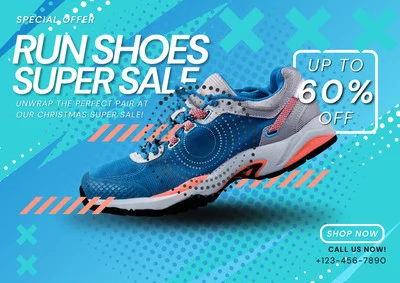 SPECIAL OFFER
RUN SHOES
SUPER SALE
UNWRAP THE PERFECT PAIR AT
OUR CHRISTMAS SUPER SALE!
UP TO
60%
OFF
SHOP NOW
CALL US NOW!
+123-456-7890